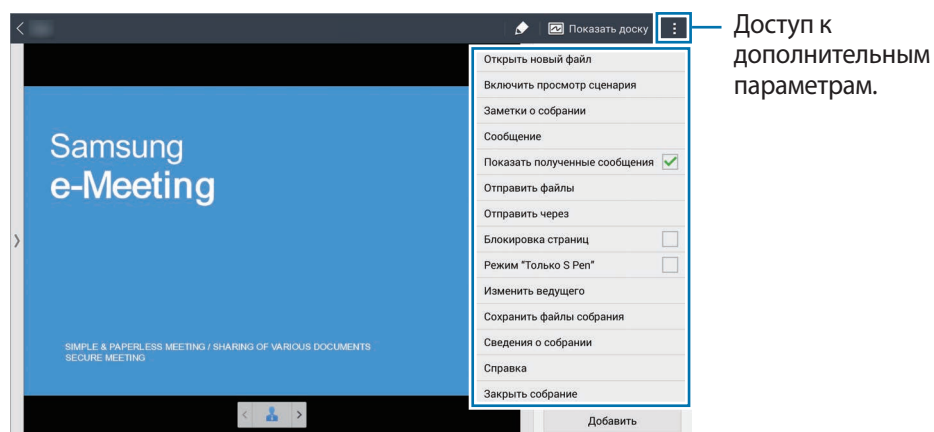 Показать доску
Доступ к
дополнительным
параметрам.
Открыть новый файл
Включить просмотр сценария
Заметки о собрании
Сообщение
Показать полученные сообщения
Отправить файлы
Отправить через
Блокировка страниц
Режим "Только S Pen"
Изменить ведущего
Сохранить файлы собрания
Сведения о собрании
Справка
Закрыть собрание
Добавить
Samsung
e-Meeting
SIMPLE & PAPERLESS MEETING / SHARING OF VARIOUS DOCUMENTS
SECURE MEETING